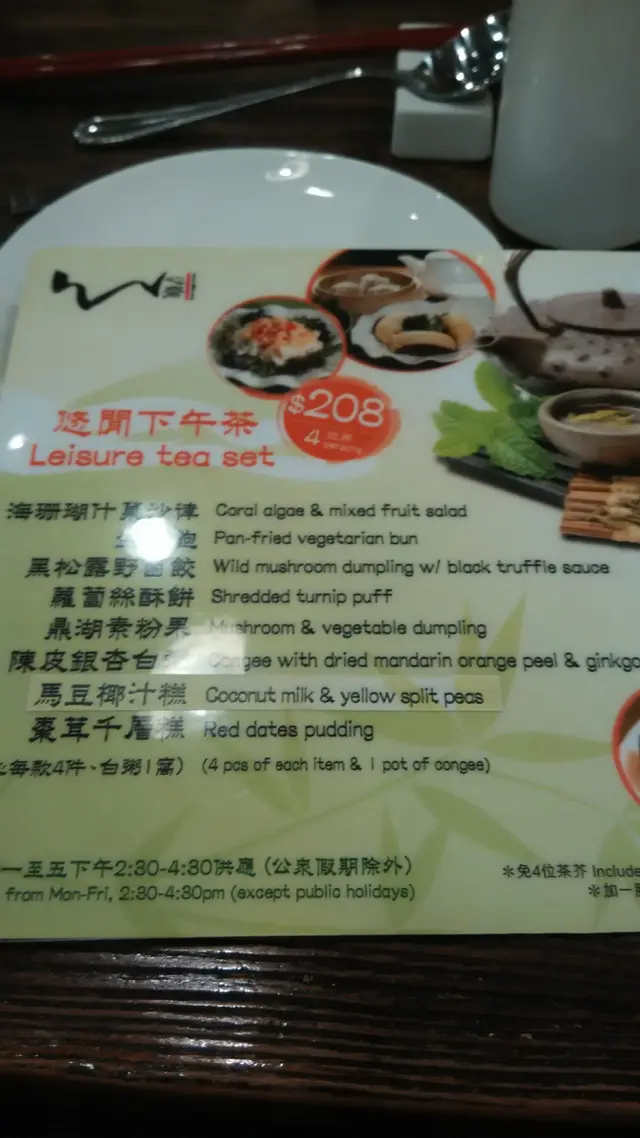 $208
4
悠閒下午茶
Leisure tea set
海珊瑚汁 沙律 Coral algae & mixed fruit salad
Pan-fried vegetarian bun
黑松露野菌餃 Wild mushroom dumpling w/ black truffle sauce
蘿蔔絲酥餅 Shredded turnip puff
鼎湖素粉果 Mushroom & vegetable dumpling
陳皮銀杏白粥 Congee with dried mandarin orange peel & ginkgo
馬豆椰汁糕 Coconut milk & yellow split peas
棗茸千層糕 Red dates pudding
每款4件、白粥1窩) (4 pcs of each item & 1 pot of congee)
一至五下午2:30-4:30供應 (公眾假期除外)
from Mon-Fri, 2:30-4:30pm (except public holidays)
*免4位茶芥 Include
*加一